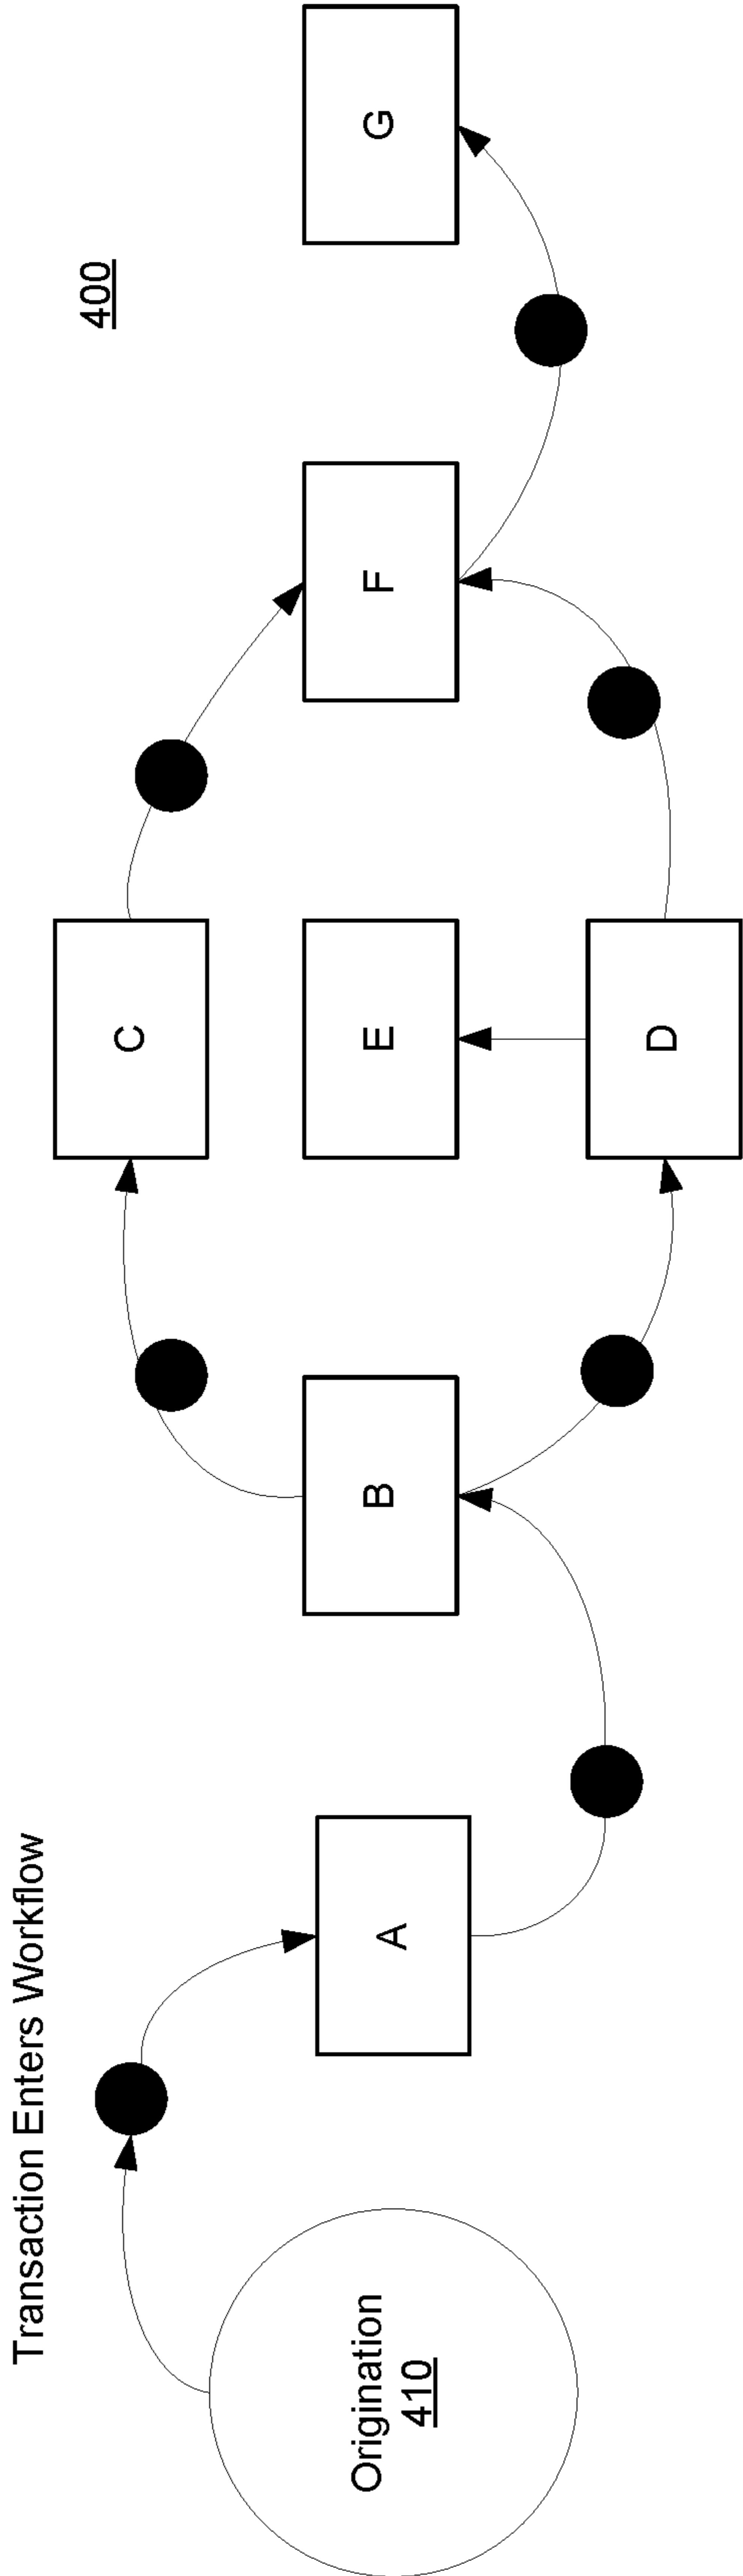 Transaction Enters Workflow
400
Origination
410
A
B
C
E
D
F
G